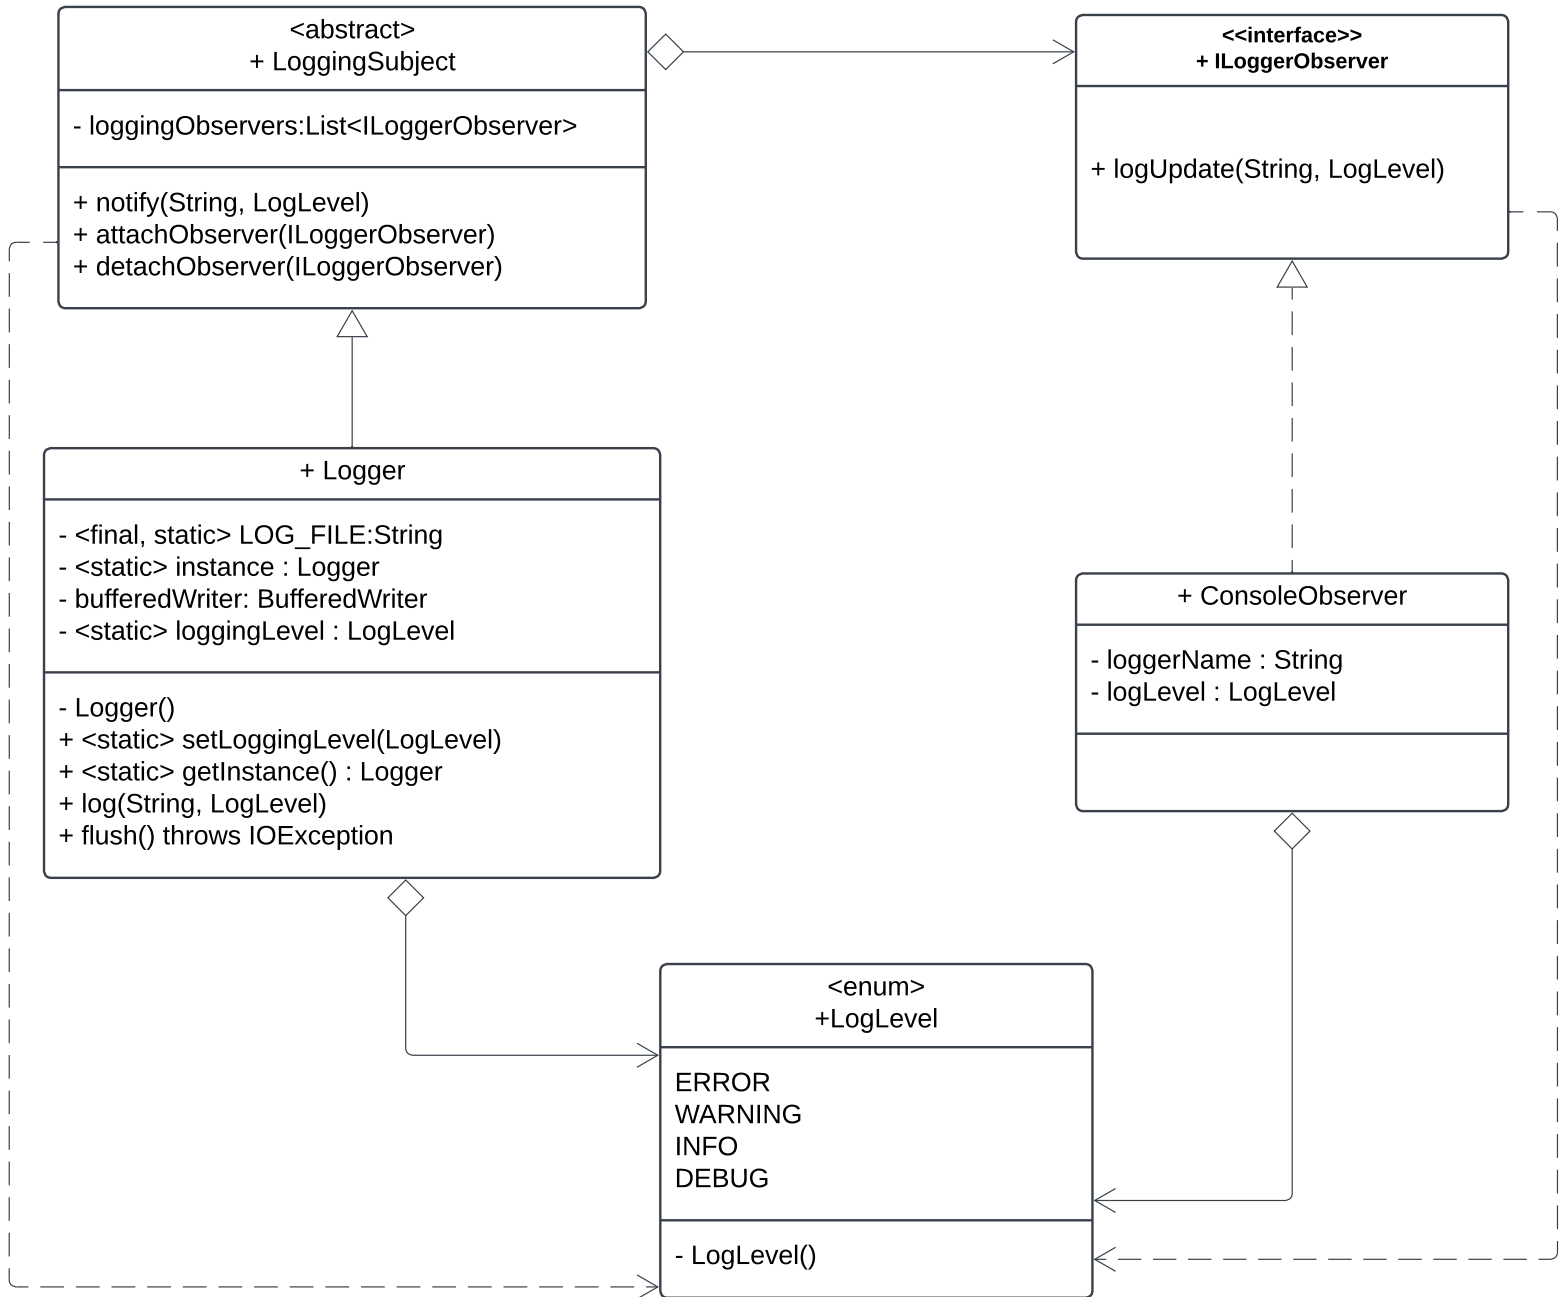 <abstract>
+ LoggingSubject
- loggingObservers:List<ILoggerObserver>
+ notify(String, LogLevel)
+ attachObserver(ILoggerObserver)
+ detachObserver(ILoggerObserver)
<<interface>>
+ ILoggerObserver
+ logUpdate(String, LogLevel)
+ Logger
- <final, static> LOG_FILE:String
- <static> instance : Logger
- bufferedWriter: BufferedWriter
- <static> loggingLevel : LogLevel
- Logger()
+ <static> setLoggingLevel(LogLevel)
+ <static> getInstance() : Logger
+ log(String, LogLevel)
+ flush() throws IOException
+ ConsoleObserver
- loggerName : String
- logLevel : LogLevel
<enum>
+LogLevel
ERROR
WARNING
INFO
DEBUG
- LogLevel()